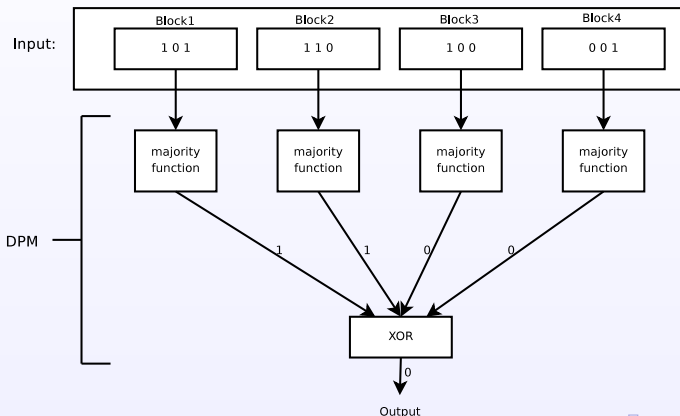 Block1 Block2 Block3 Block4
Input: 1 0 1 1 1 0 1 0 0 0 0 1
majority majority majority majority
function function function function
DPM
1 1 0 0
XOR
0
Output